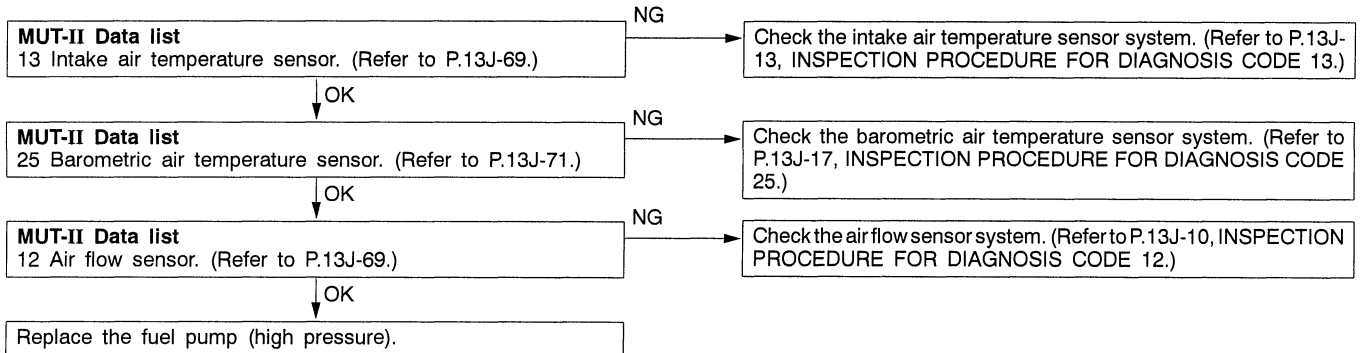 MUT-II Data list
13 Intake air temperature sensor. (Refer to P.13J-69.)
NG
Check the intake air temperature sensor system. (Refer to P.13J-
13, INSPECTION PROCEDURE FOR DIAGNOSIS CODE 13.)
OK
MUT-II Data list
25 Barometric air temperature sensor. (Refer to P.13J-71.)
NG
Check the barometric air temperature sensor system. (Refer to
P.13J-17, INSPECTION PROCEDURE FOR DIAGNOSIS CODE
25.)
OK
MUT-II Data list
12 Air flow sensor. (Refer to P.13J-69.)
NG
Check the air flow sensor system. (Refer to P.13J-10, INSPECTION
PROCEDURE FOR DIAGNOSIS CODE 12.)
OK
Replace the fuel pump (high pressure).